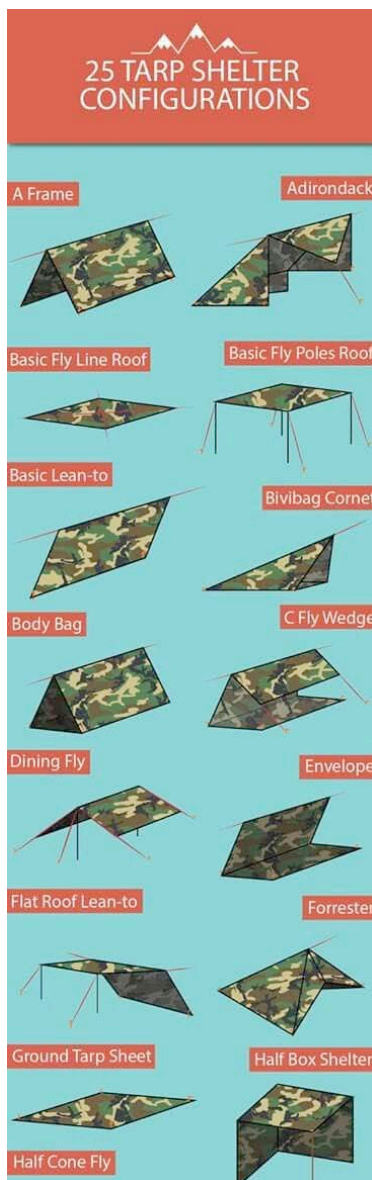 25 TARP SHELTER
CONFIGURATIONS
A Frame
Adirondack
Basic Fly Line Roof
Basic Fly Poles Roof
Basic Lean-to
Bivibag Cornet
Body Bag
C Fly Wedge
Dining Fly
Envelope
Flat Roof Lean-to
Forrester
Ground Tarp Sheet
Half Box Shelter
Half Cone Fly